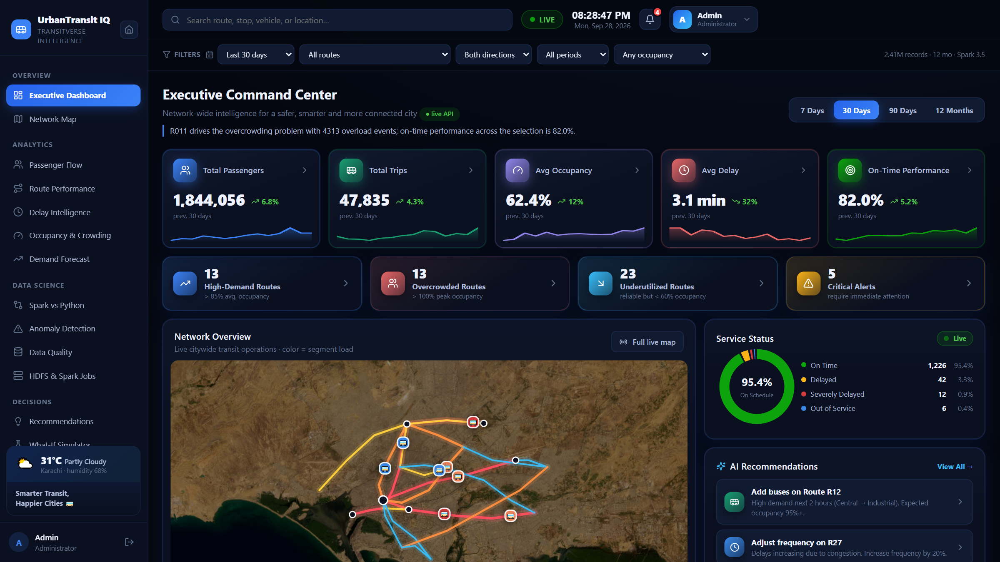 UrbanTransit IQ
TRANSITVERSE
INTELLIGENCE
OVERVIEW
Executive Dashboard
Network Map
ANALYTICS
Passenger Flow
Route Performance
Delay Intelligence
Occupancy & Crowding
Demand Forecast
DATA SCIENCE
Spark vs Python
Anomaly Detection
Data Quality
HDFS & Spark Jobs
DECISIONS
Recommendations
What-If Simulator
31°C Partly Cloudy
Karachi · humidity 68%
Smarter Transit,
Happier Cities
A
Admin
Administrator
Search route, stop, vehicle, or location...
LIVE
08:28:47 PM
Mon, Sep 28, 2026
4
A
Admin
Administrator
FILTERS
Last 30 days
All routes
Both directions
All periods
Any occupancy
2.41M records · 12 mo · Spark 3.5
Executive Command Center
Network-wide intelligence for a safer, smarter and more connected city
• live API
R011 drives the overcrowding problem with 4313 overload events; on-time performance across the selection is 82.0%.
7 Days
30 Days
90 Days
12 Months
Total Passengers
1,844,056
6.8%
prev. 30 days
Total Trips
47,835
4.3%
prev. 30 days
Avg Occupancy
62.4%
12%
prev. 30 days
Avg Delay
3.1 min
32%
prev. 30 days
On-Time Performance
82.0%
5.2%
prev. 30 days
13
High-Demand Routes
> 85% avg. occupancy
13
Overcrowded Routes
> 100% peak occupancy
23
Underutilized Routes
reliable but < 60% occupancy
5
Critical Alerts
require immediate attention
Network Overview
Live citywide transit operations · color = segment load
Full live map
Service Status
Live
95.4%
On Schedule
On Time 1,226 95.4%
Delayed 42 3.3%
Severely Delayed 12 0.9%
Out of Service 6 0.4%
AI Recommendations
View All →
Add buses on Route R12
High demand next 2 hours (Central → Industrial). Expected
occupancy 95%+.
Adjust frequency on R27
Delays increasing due to congestion. Increase frequency by 20%.